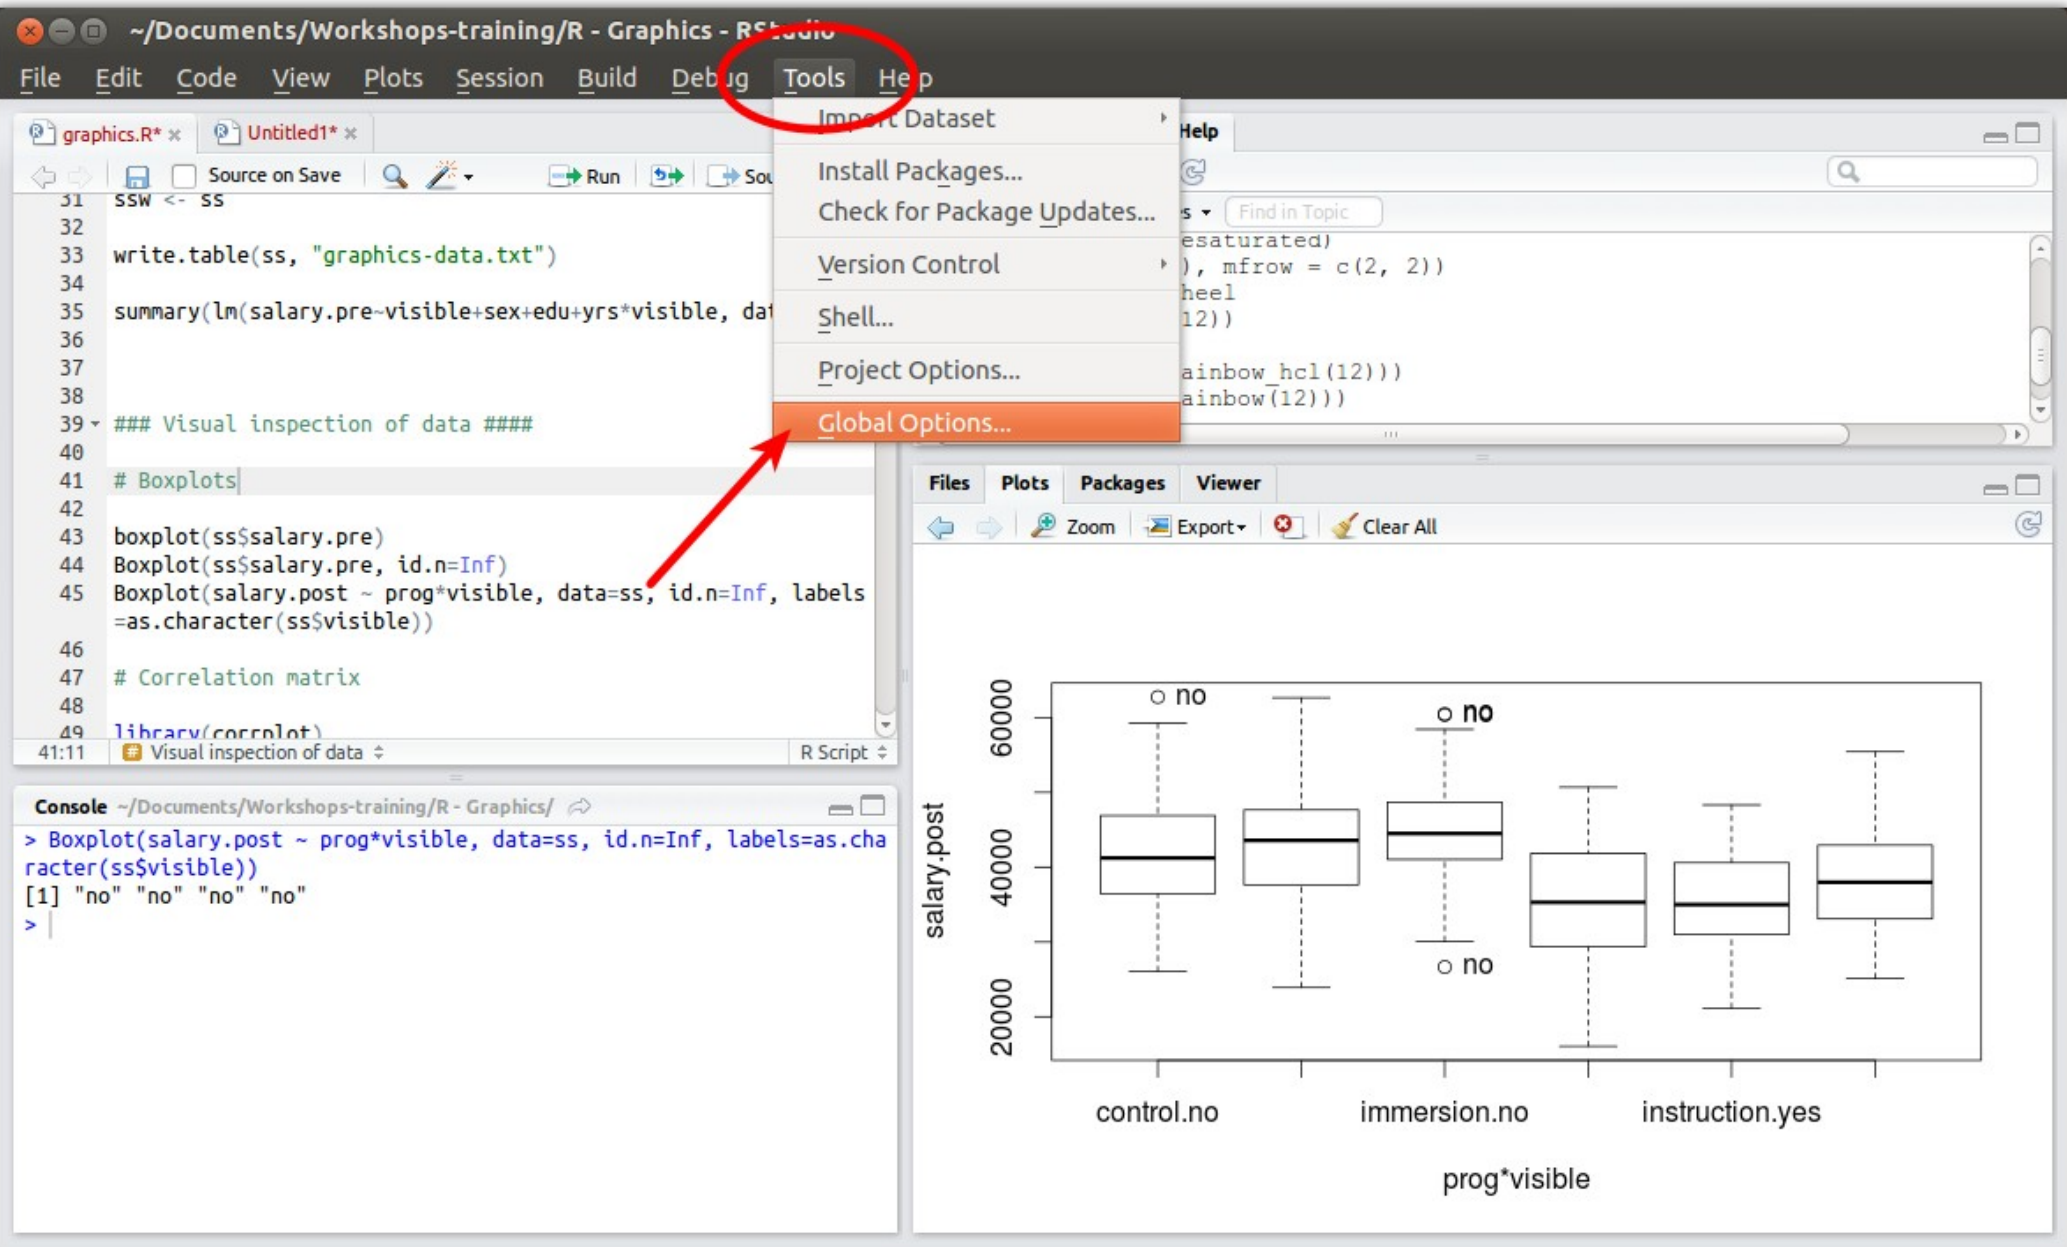 ~/Documents/Workshops-training/R - Graphics - RStudio
File Edit Code View Plots Session Build Debug Tools Help
graphics.R* Untitled1*
Source on Save Run Sou
31 ssw <- ss
32
33 write.table(ss, "graphics-data.txt")
34
35 summary(lm(salary.pre~visible+sex+edu+yrs*visible, dat
36
37
38
39 ### Visual inspection of data ####
40
41 # Boxplots
42
43 boxplot(ss$salary.pre)
44 Boxplot(ss$salary.pre, id.n=Inf)
45 Boxplot(salary.post ~ prog*visible, data=ss, id.n=Inf, labels
=as.character(ss$visible))
46
47 # Correlation matrix
48
49 library(corrplot)
41:11 # Visual inspection of data R Script
Import Dataset
Install Packages...
Check for Package Updates...
Version Control
Shell...
Project Options...
Global Options...
Help
s Find in Topic
esaturated)
), mfrow = c(2, 2))
heel
12))
ainbow_hcl(12)))
ainbow(12)))
Console ~/Documents/Workshops-training/R - Graphics/
> Boxplot(salary.post ~ prog*visible, data=ss, id.n=Inf, labels=as.cha
racter(ss$visible))
[1] "no" "no" "no" "no"
>
Files Plots Packages Viewer
Zoom Export Clear All
no
no
no
60000
40000
20000
salary.post
control.no immersion.no instruction.yes
prog*visible